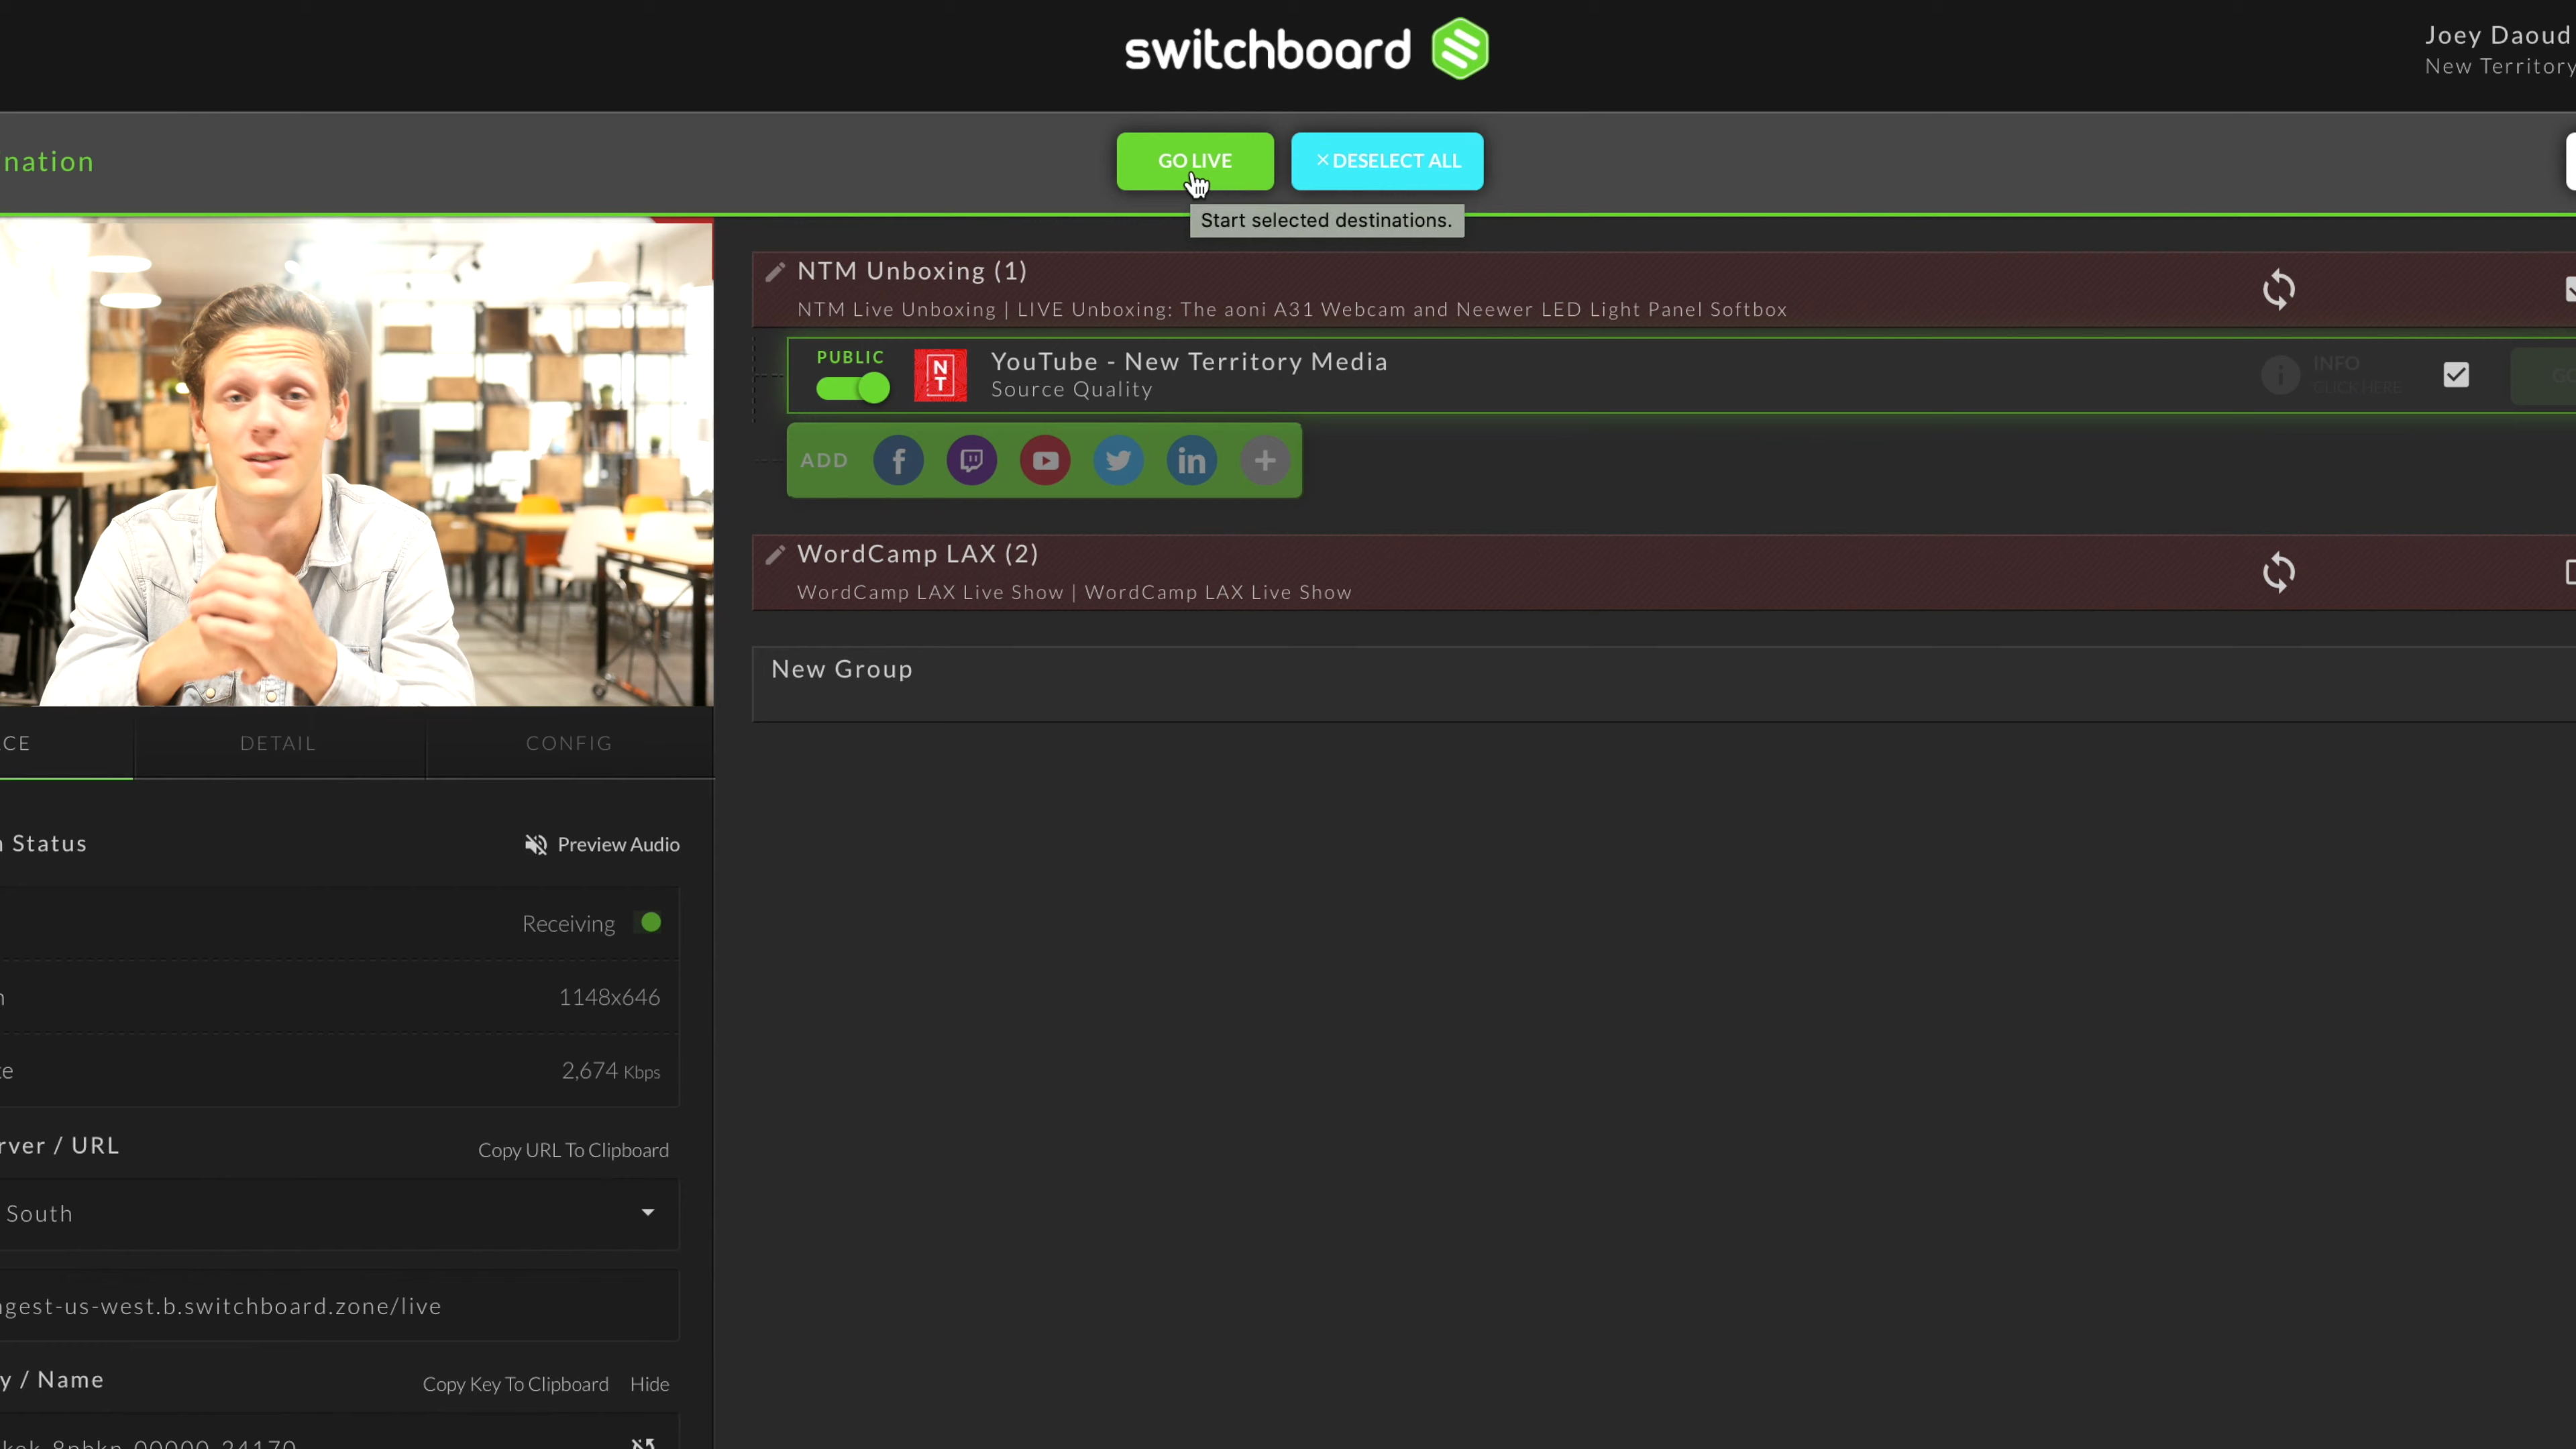 switchboard
Joey Daoud
New Territory
nation
GO LIVE
× DESELECT ALL
Start selected destinations.
NTM Unboxing (1)
NTM Live Unboxing | LIVE Unboxing: The aoni A31 Webcam and Neewer LED Light Panel Softbox
PUBLIC
NT
YouTube - New Territory Media
Source Quality
INFO
CLICK HERE
GO
ADD
WordCamp LAX (2)
WordCamp LAX Live Show | WordCamp LAX Live Show
New Group
CE
DETAIL
CONFIG
Status
Preview Audio
Receiving
1148x646
2,674 Kbps
rver / URL
Copy URL To Clipboard
South
gest-us-west.b.switchboard.zone/live
y / Name
Copy Key To Clipboard
Hide